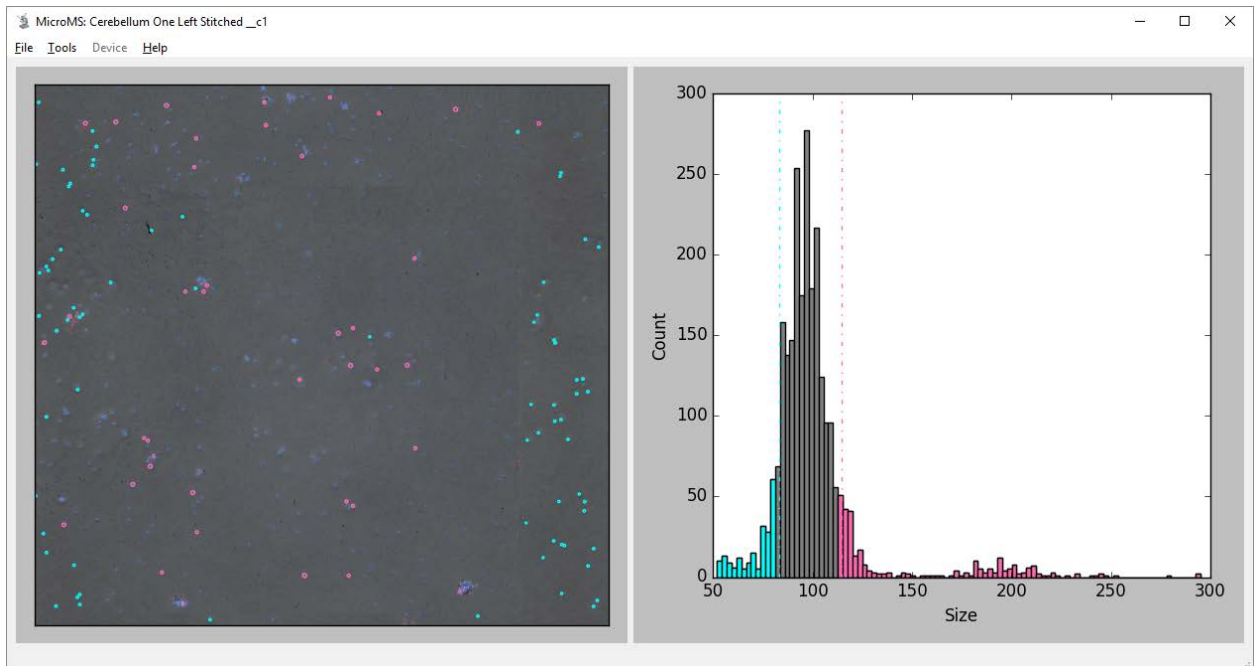 MicroMS: Cerebellum One Left Stitched __c1
File Tools Device Help
300
250
200
150
100
50
0
Count
50 100 150 200 250 300
Size